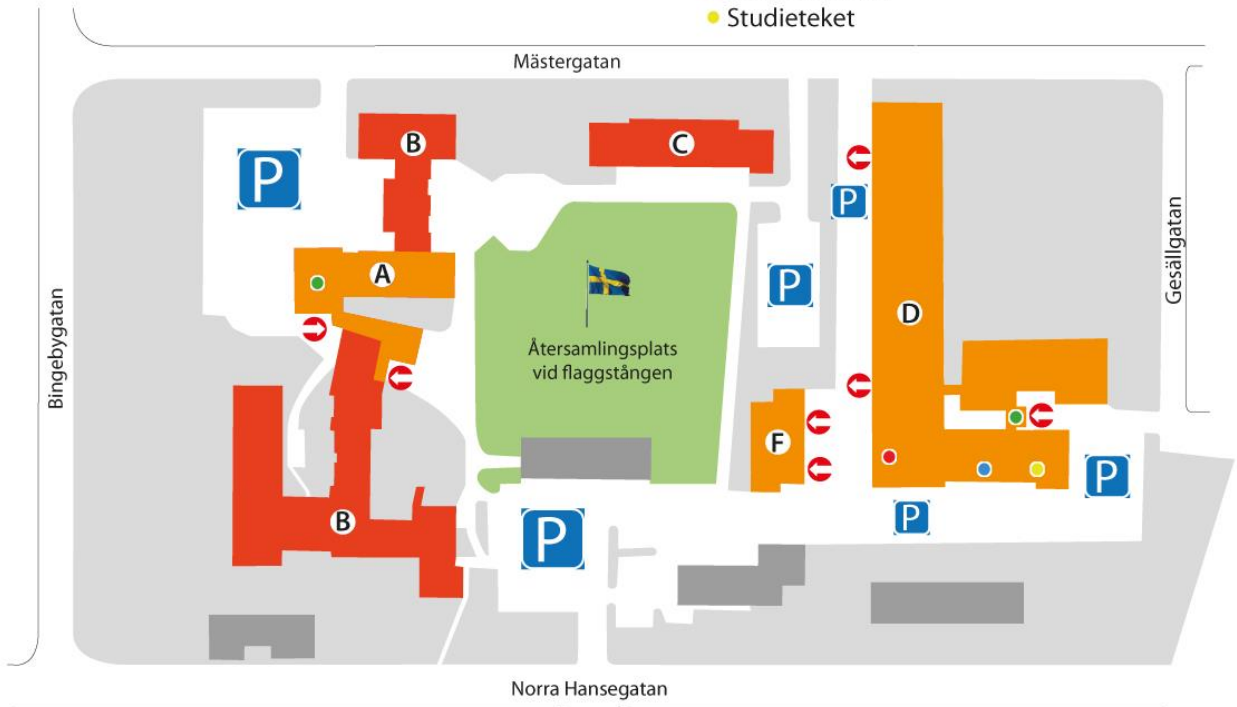 Studieteket
Mästergatan
B
C
P
P
A
P
D
Gesällgatan
Bingebygatan
Återsamlingsplats
vid flaggstången
F
P
B
P
P
Norra Hansegatan